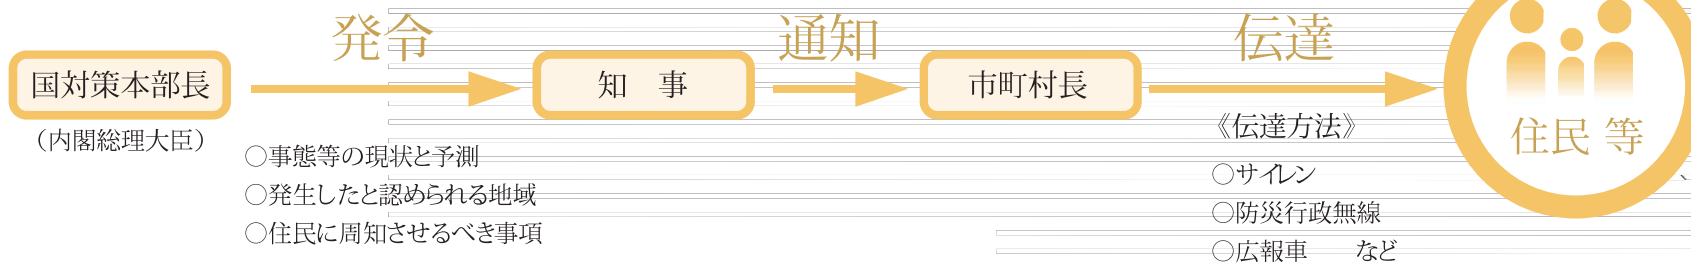 発令
通知
伝達
国対策本部長
知　事
市町村長
（内閣総理大臣）
○事態等の現状と予測
○発生したと認められる地域
○住民に周知させるべき事項
《伝達方法》
○サイレン
○防災行政無線
○広報車　　など
住民 等